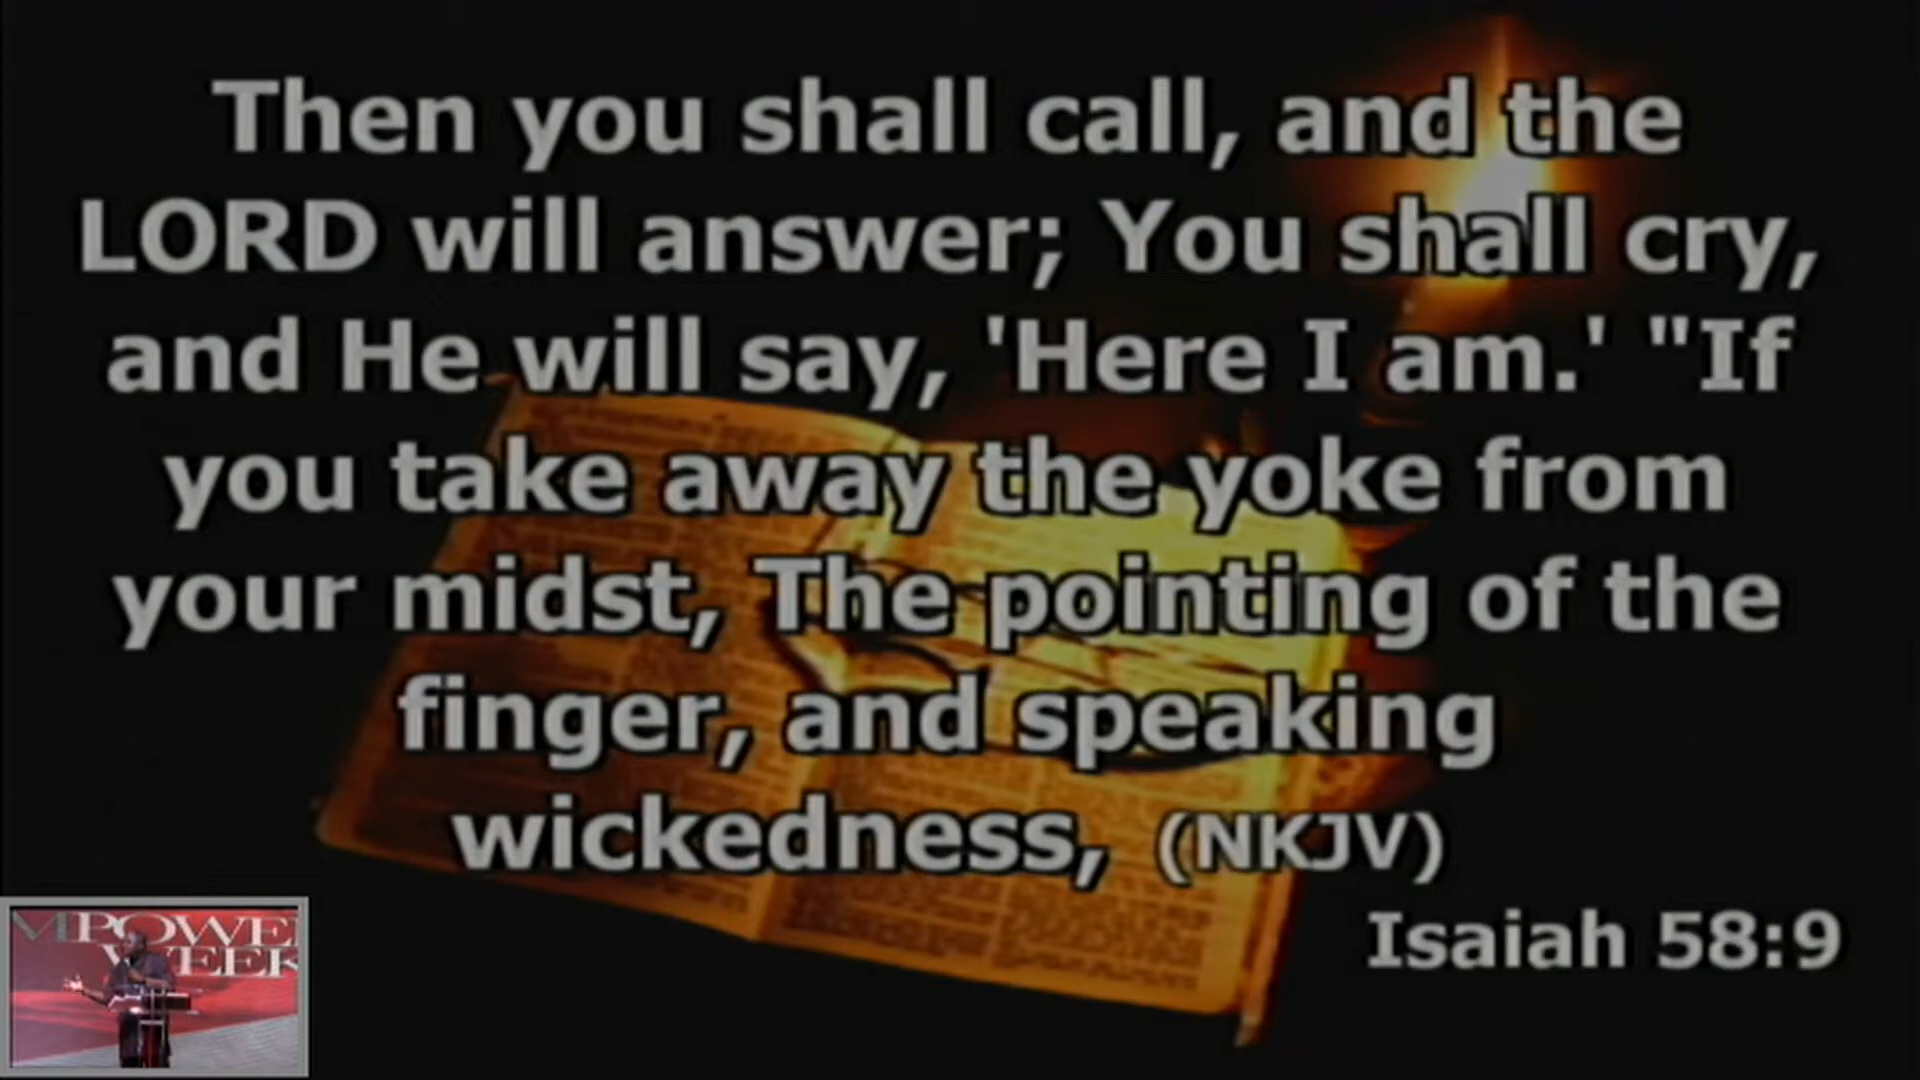 Then you shall call, and the
LORD will answer; You shall cry,
and He will say, 'Here I am.' "If
you take away the yoke from
your midst, The pointing of the
finger, and speaking
wickedness, (NKJV)
Isaiah 58:9
MPOWE
WEEK